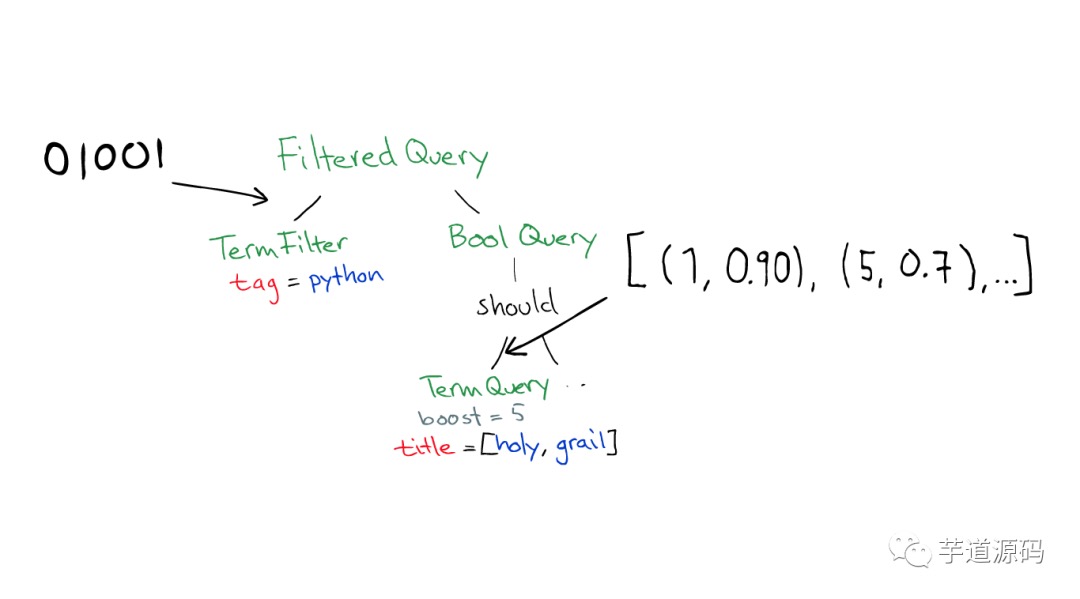 01001
Filtered Query
TermFilter
tag = python
Bool Query
should
[(1, 0.90), (5, 0.7), ...]
TermQuery ..
boost = 5
title = [holy, grail]
芋道源码